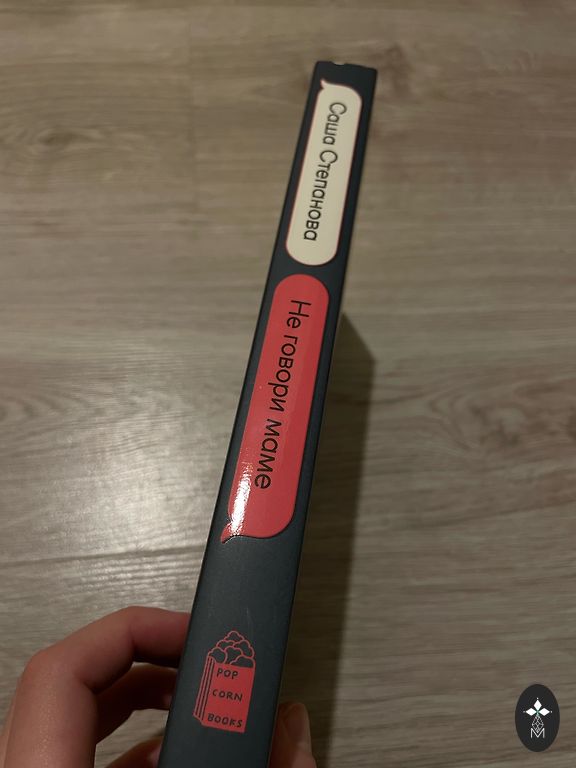 Саша Степанова
Не говори маме
POP
CORN
BOOKS
M